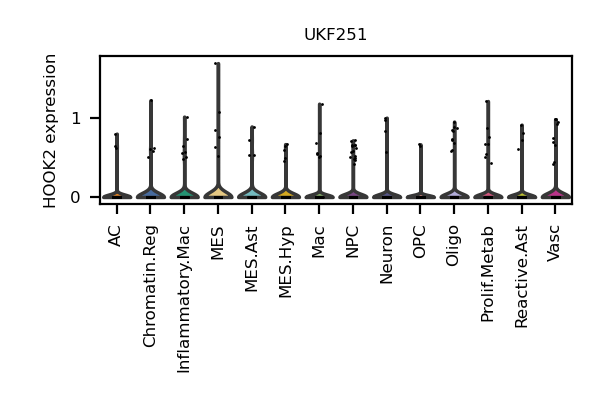 UKF251
HOOK2 expression
1
0
AC
Chromatin.Reg
Inflammatory.Mac
MES
MES.Ast
MES.Hyp
Mac
NPC
Neuron
OPC
Oligo
Prolif.Metab
Reactive.Ast
Vasc